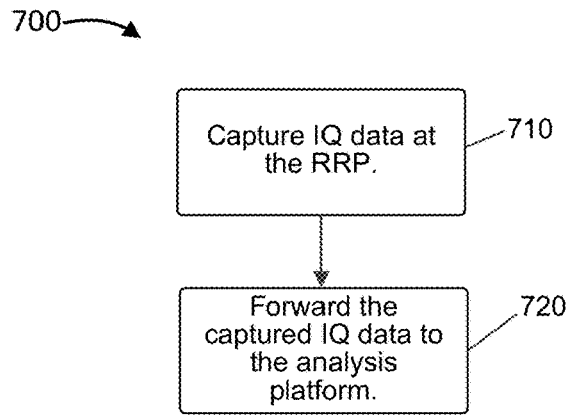 700
Capture IQ data at
the RRP.
710
Forward the
captured IQ data to
the analysis
platform.
720